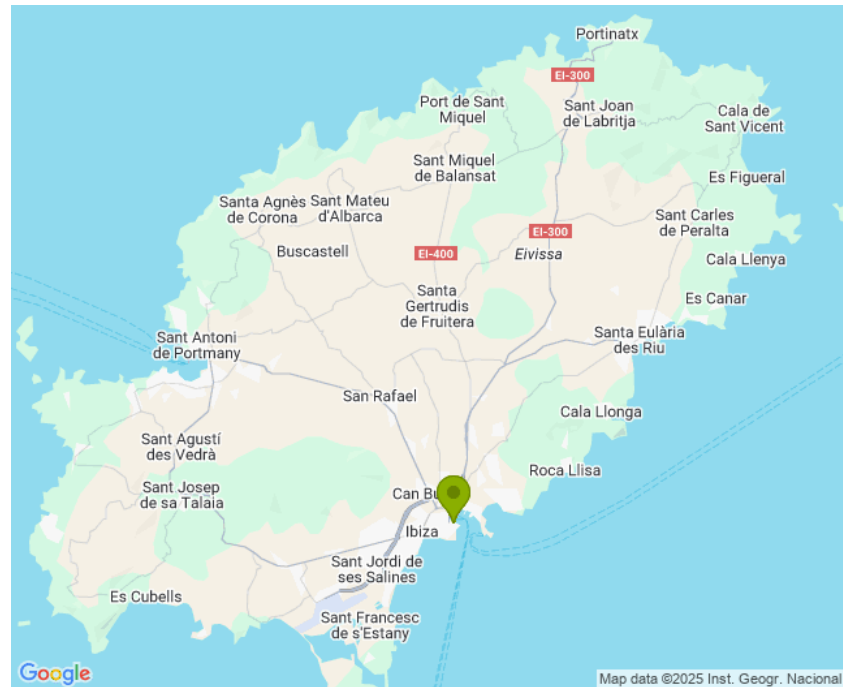 Portinatx
EI-300
Port de Sant
Miquel
Sant Joan
de Labritja
Cala de
Sant Vicent
Sant Miquel
de Balansat
Es Figueral
Santa Agnès
de Corona
Sant Mateu
d'Albarca
Sant Carles
de Peralta
EI-300
Buscastell
EI-400
Eivissa
Cala Llenya
Santa
Gertrudis
de Fruitera
Es Canar
Sant Antoni
de Portmany
Santa Eulària
des Riu
San Rafael
Cala Llonga
Sant Agustí
des Vedrà
Roca Llisa
Sant Josep
de sa Talaia
Can Bu
Ibiza
Sant Jordi de
ses Salines
Es Cubells
Sant Francesc
de s'Estany
Google
Map data ©2025 Inst. Geogr. Nacional